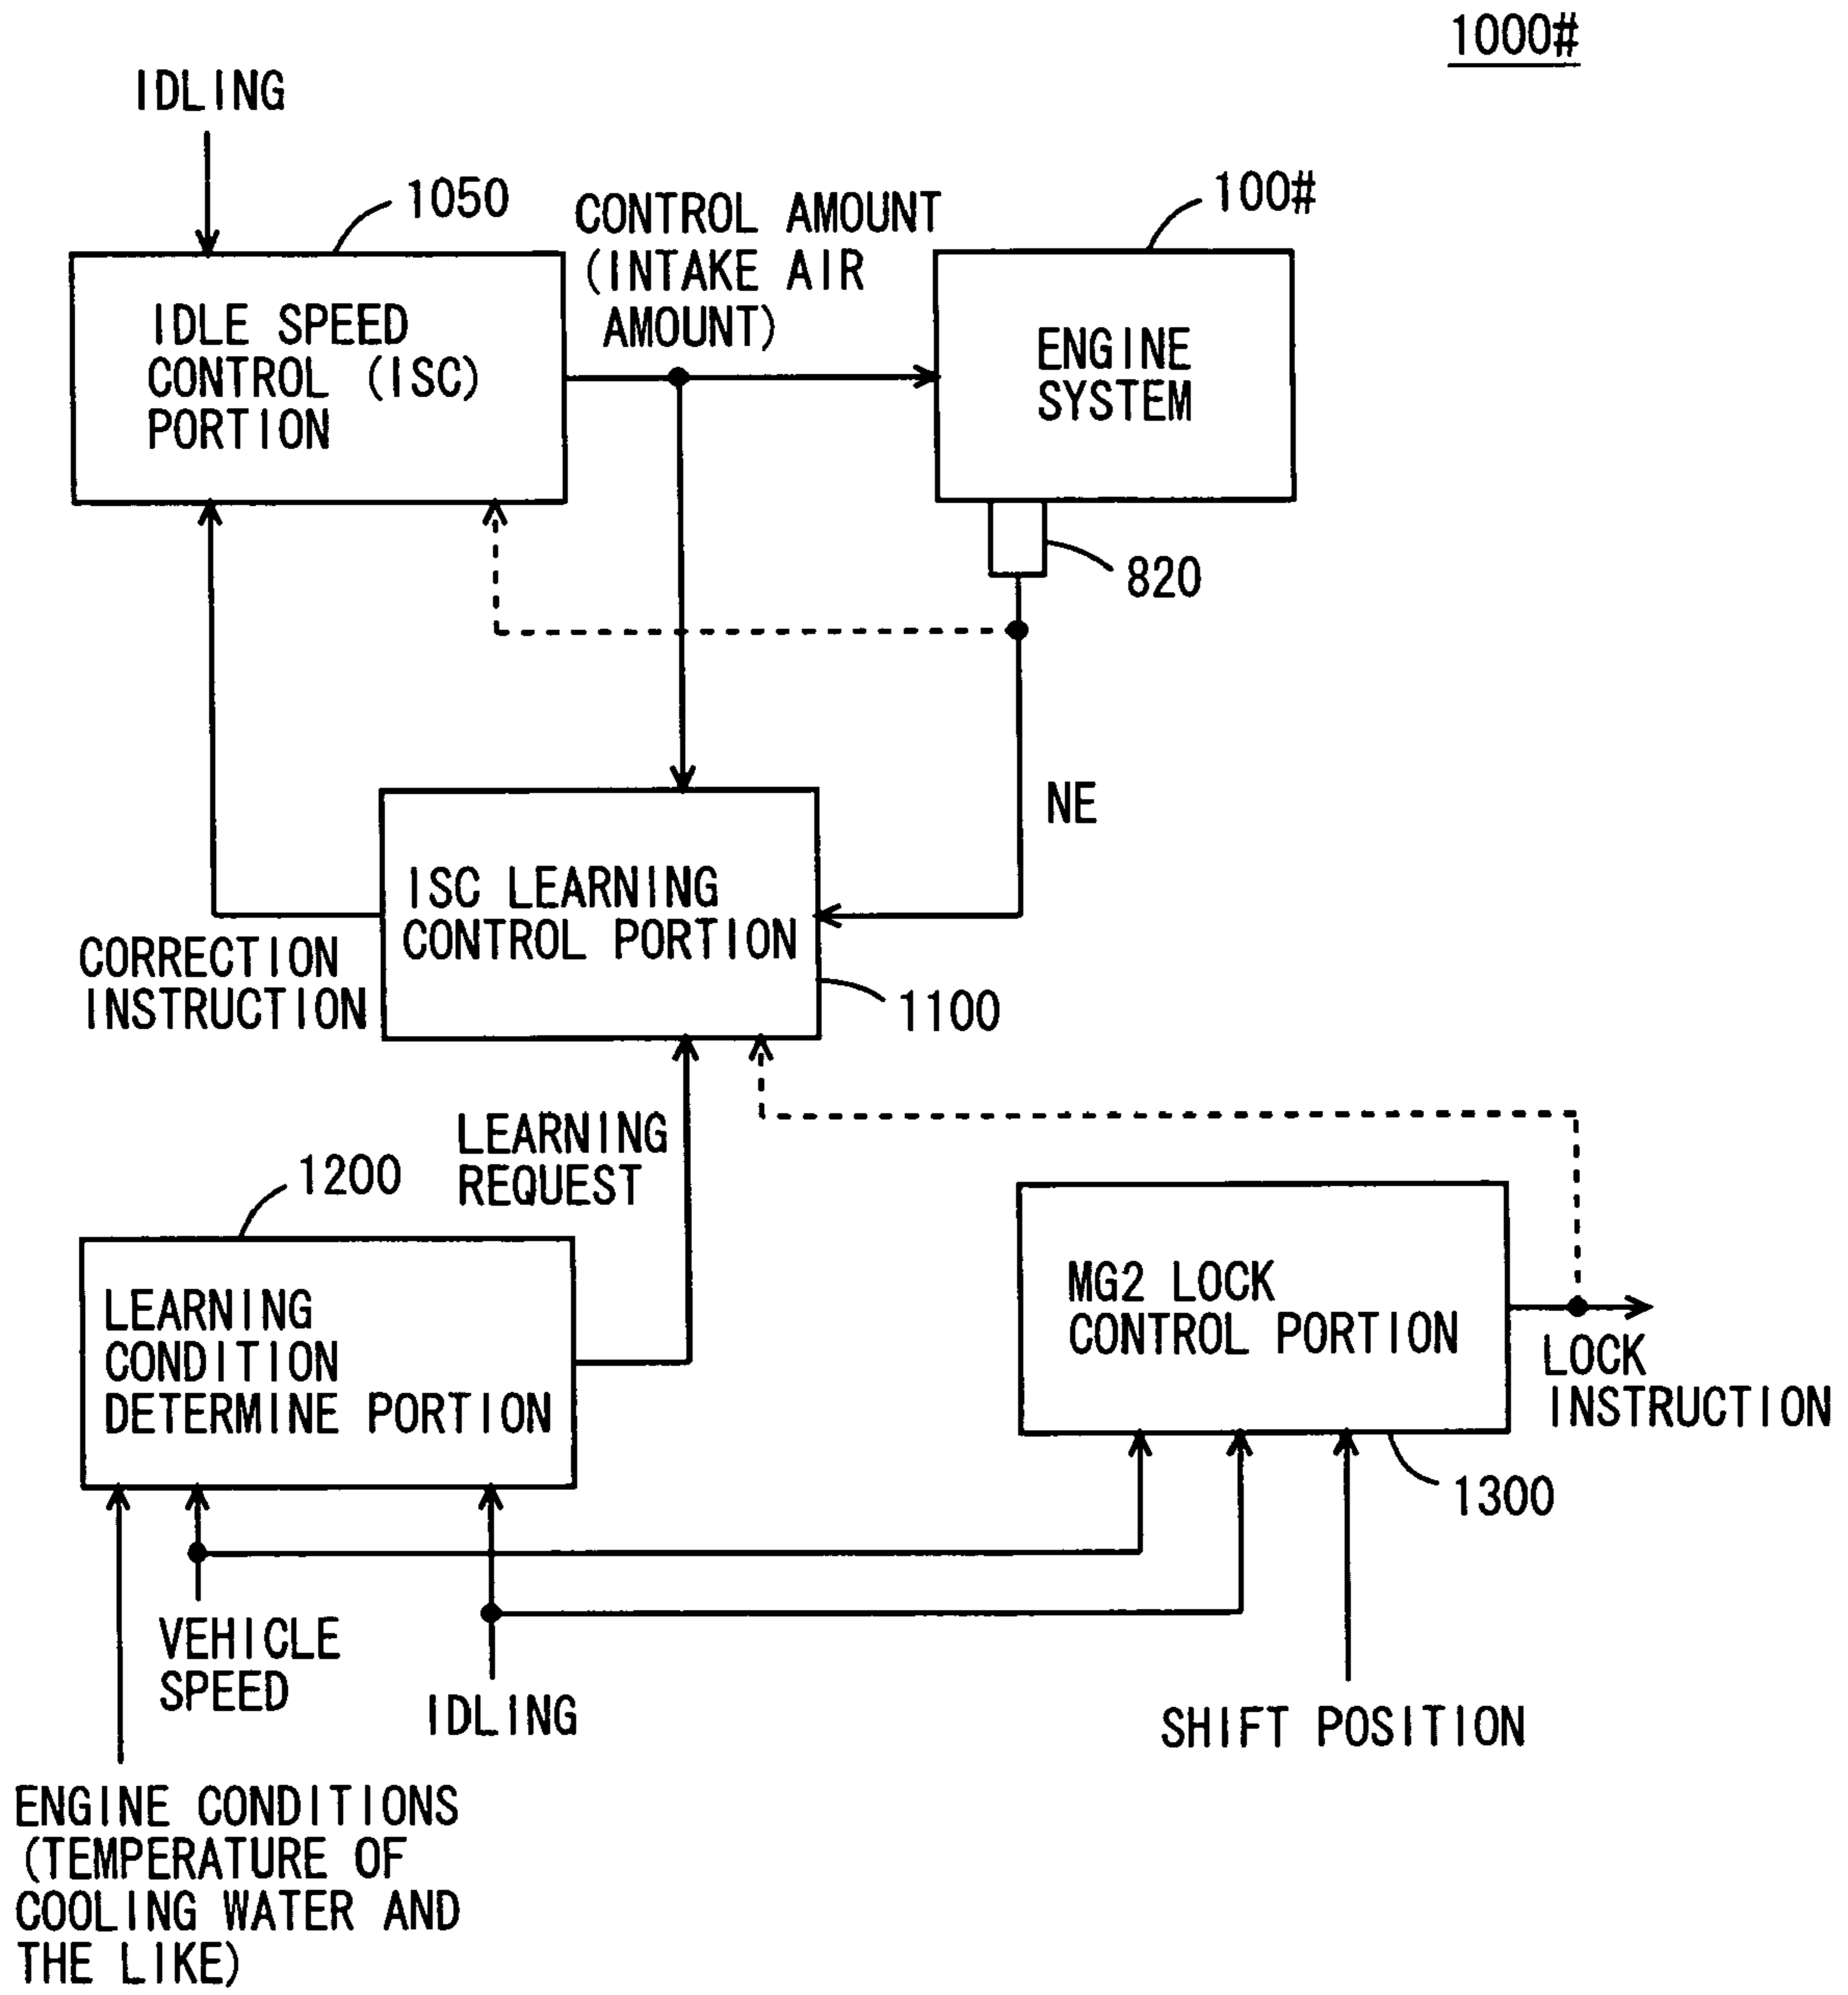 1000#
IDLING
1050
CONTROL AMOUNT
(INTAKE AIR
AMOUNT)
100#
IDLE SPEED
CONTROL (ISC)
PORTION
ENGINE
SYSTEM
820
NE
ISC LEARNING
CONTROL PORTION
CORRECTION
INSTRUCTION
1100
LEARNING
REQUEST
1200
LEARNING
CONDITION
DETERMINE PORTION
MG2 LOCK
CONTROL PORTION
LOCK
INSTRUCTION
1300
VEHICLE
SPEED
IDLING
SHIFT POSITION
ENGINE CONDITIONS
(TEMPERATURE OF
COOLING WATER AND
THE LIKE)